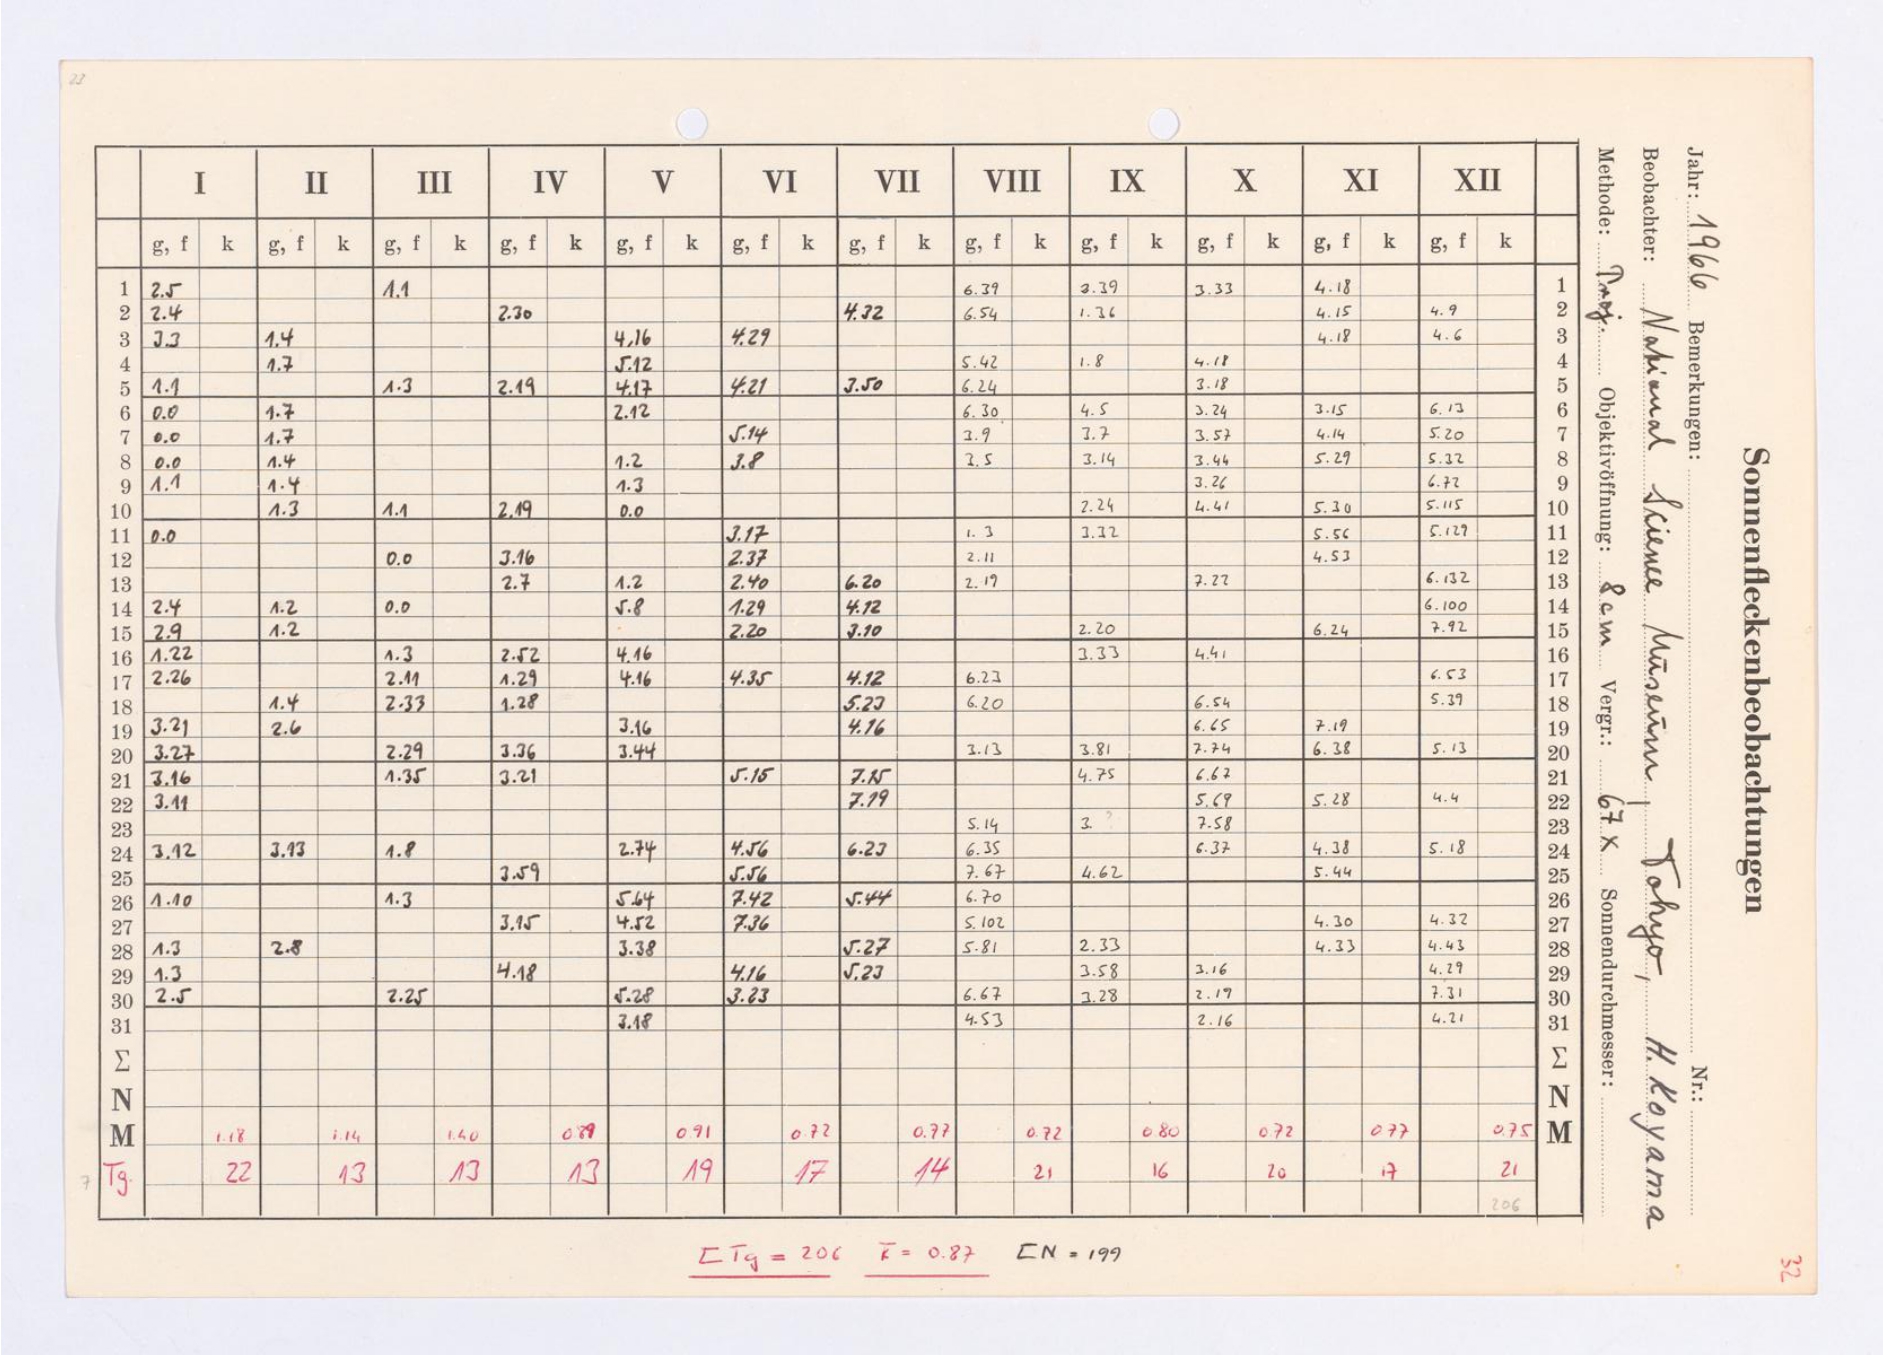 23
Sonnenfleckenbeobachtungen
Jahr: 1966 Bemerkungen: Nr.:
Beobachter: National Science Museum, Tokyo, H. Koyama
Methode: Proj. Objektivöffnung: 8 cm Vergr.: 67 x Sonnendurchmesser:
I II III IV V VI VII VIII IX X XI XII
g, f k g, f k g, f k g, f k g, f k g, f k g, f k g, f k g, f k g, f k g, f k g, f k
1 2.5 1.1 6.39 3.39 3.33 4.18 1
2 2.4 2.30 4.32 6.54 1.36 4.15 4.9 2
3 3.3 1.4 4.16 4.29 4.18 4.6 3
4 1.7 5.12 5.42 1.8 4.18 4
5 1.1 1.3 2.19 4.17 4.21 3.50 6.24 3.18 5
6 0.0 1.7 2.12 6.30 4.5 3.24 3.15 6.13 6
7 0.0 1.7 5.14 3.9 3.7 3.57 4.14 5.20 7
8 0.0 1.4 1.2 3.8 3.5 3.14 3.44 5.29 5.32 8
9 1.1 1.4 1.3 3.26 6.72 9
10 1.3 1.1 2.19 0.0 2.24 4.41 5.30 5.115 10
11 0.0 3.17 1.3 3.32 5.56 5.129 11
12 0.0 3.16 2.37 2.11 4.53 12
13 2.7 1.2 2.40 6.20 2.19 7.22 6.132 13
14 2.4 1.2 0.0 5.8 1.29 4.12 6.100 14
15 2.9 1.2 2.20 3.10 2.20 6.24 7.92 15
16 1.22 1.3 2.52 4.16 3.33 4.41 16
17 2.26 2.11 1.29 4.16 4.35 4.12 6.23 6.53 17
18 1.4 2.33 1.28 5.23 6.20 6.54 5.39 18
19 3.21 2.6 3.16 4.16 6.65 7.19 19
20 3.27 2.29 3.36 3.44 3.13 3.81 7.74 6.38 5.13 20
21 3.16 1.35 3.21 5.15 7.15 4.75 6.67 21
22 3.11 7.19 5.69 5.28 4.4 22
23 5.14 3. ? 7.58 23
24 3.12 3.13 1.8 2.74 4.56 6.23 6.35 6.37 4.38 5.18 24
25 3.59 5.56 7.67 4.62 5.44 25
26 1.10 1.3 5.64 7.42 5.44 6.70 26
27 3.15 4.52 7.36 5.102 4.30 4.32 27
28 1.3 2.8 3.38 5.27 5.81 2.33 4.33 4.43 28
29 1.3 4.18 4.16 5.23 3.58 3.16 4.29 29
30 2.5 2.25 5.28 3.23 6.67 3.28 2.19 7.31 30
31 3.18 4.53 2.16 4.21 31
Σ Σ
N N
M 1.18 1.14 1.40 0.91 0.72 0.77 0.72 0.80 0.72 0.77 0.75 M
7 Tg. 22 13 13 13 19 17 14 21 16 20 17 21
206
ΣTg = 206 k̄ = 0.87 ΣN = 199
32